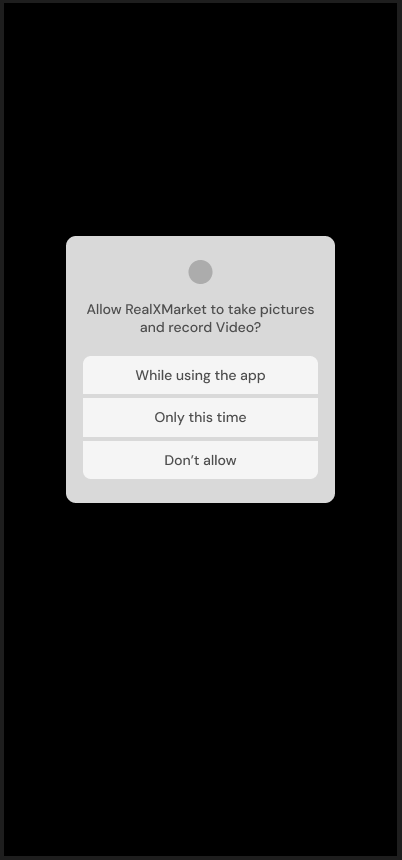 Allow RealXMarket to take pictures
and record Video?
While using the app
Only this time
Don’t allow